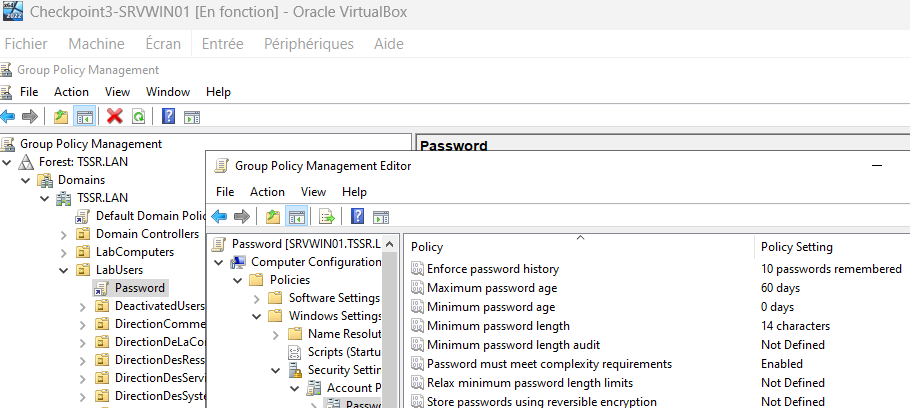 x64
2022
Checkpoint3-SRVWIN01 [En fonction] - Oracle VirtualBox
Fichier Machine Écran Entrée Périphériques Aide
Group Policy Management
File Action View Window Help
Group Policy Management
Forest: TSSR.LAN
Domains
TSSR.LAN
Default Domain Polic
Domain Controllers
LabComputers
LabUsers
Password
DeactivatedUsers
DirectionComme
DirectionDeLaCo
DirectionDesRess
DirectionDesServi
DirectionDesSyst
Password
Group Policy Management Editor
File Action View Help
Password [SRVWIN01.TSSR.L
Computer Configuration
Policies
Software Settings
Windows Settings
Name Resolut
Scripts (Startu
Security Settin
Account P
Passwo
Policy Policy Setting
Enforce password history 10 passwords remembered
Maximum password age 60 days
Minimum password age 0 days
Minimum password length 14 characters
Minimum password length audit Not Defined
Password must meet complexity requirements Enabled
Relax minimum password length limits Not Defined
Store passwords using reversible encryption Not Defined